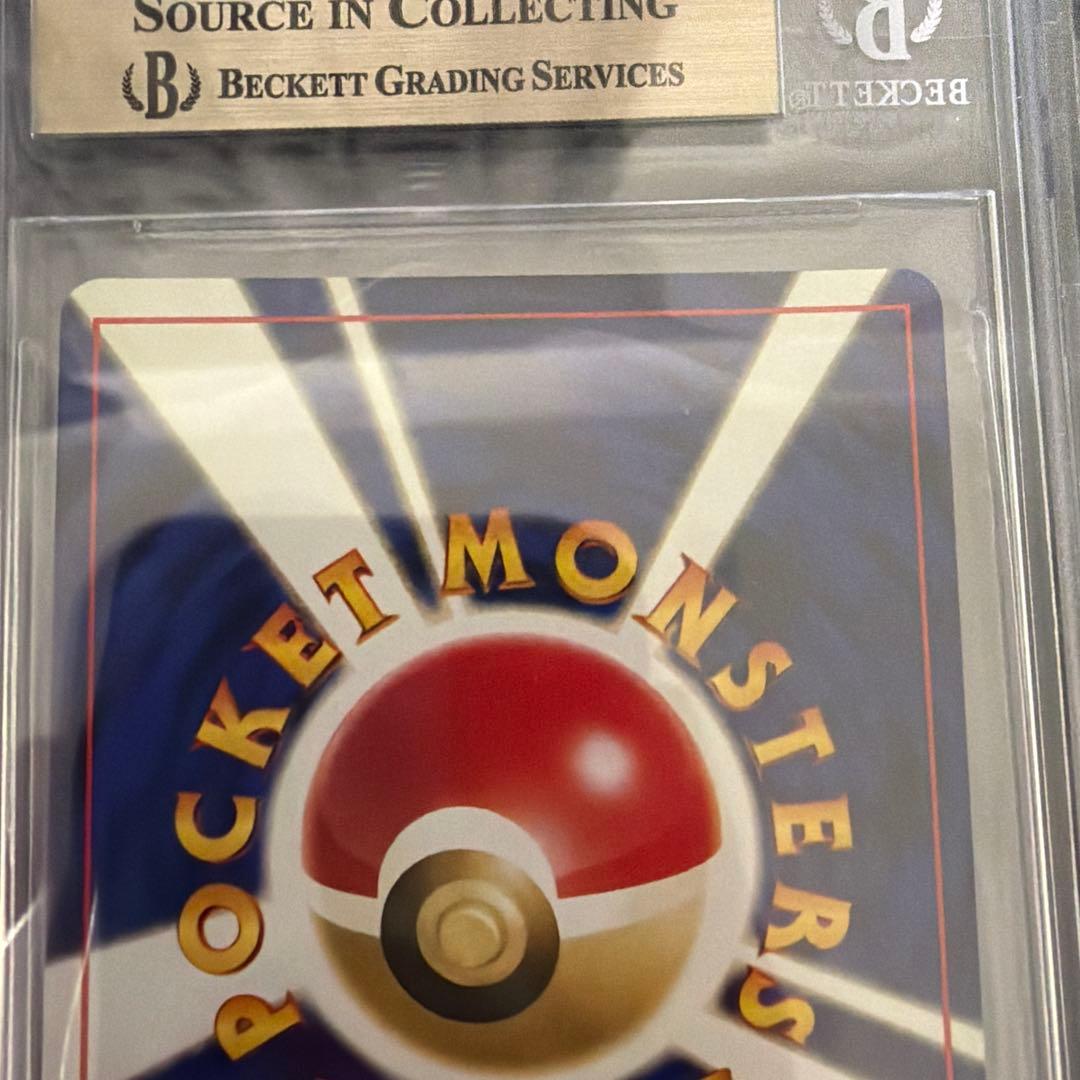 SOURCE IN COLLECTING
B BECKETT GRADING SERVICES
B
BECKETT
POCKET MONSTERS